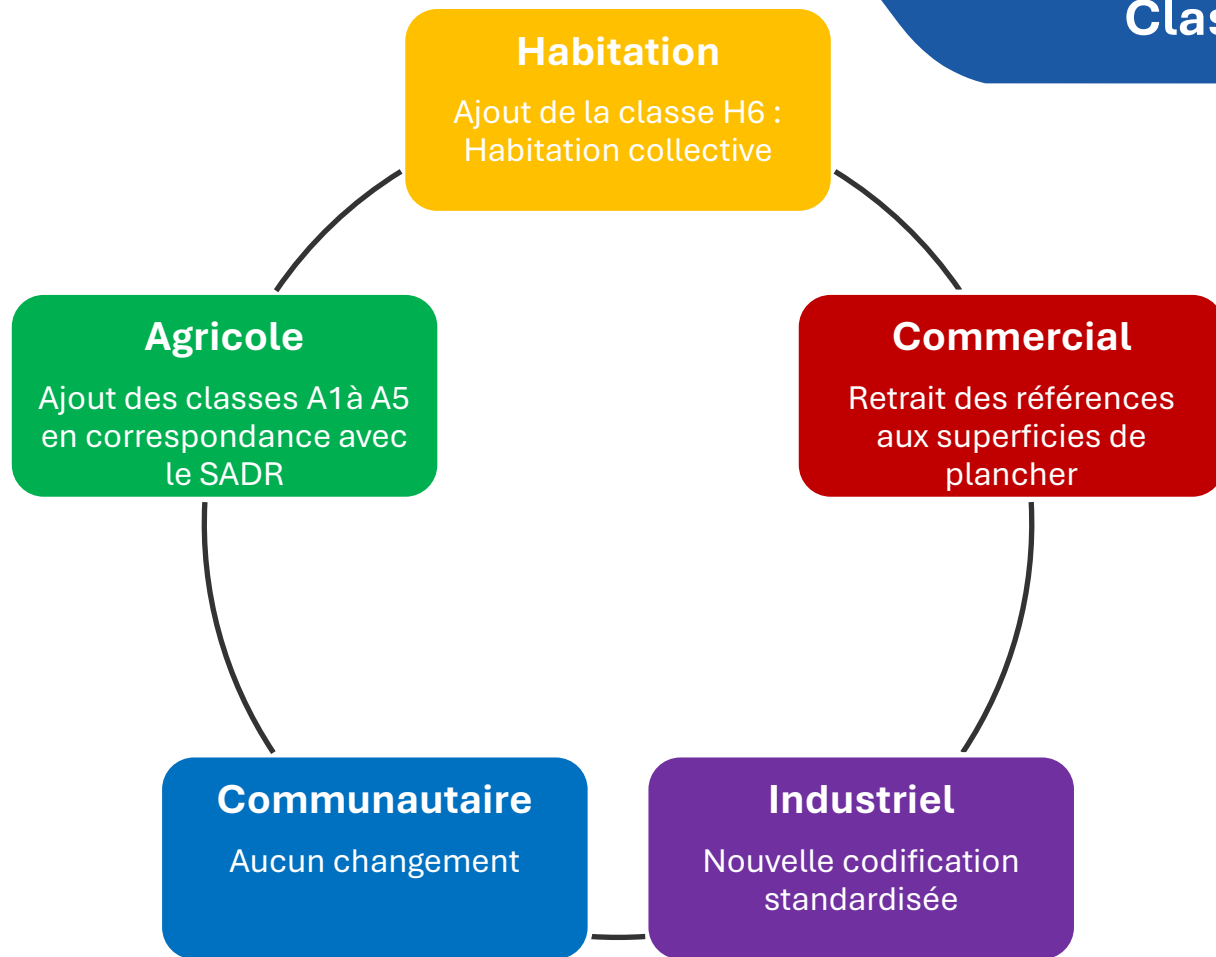 Clas
Habitation
Ajout de la classe H6 :
Habitation collective
Agricole
Ajout des classes A1à A5
en correspondance avec
le SADR
Commercial
Retrait des références
aux superficies de
plancher
Communautaire
Aucun changement
Industriel
Nouvelle codification
standardisée